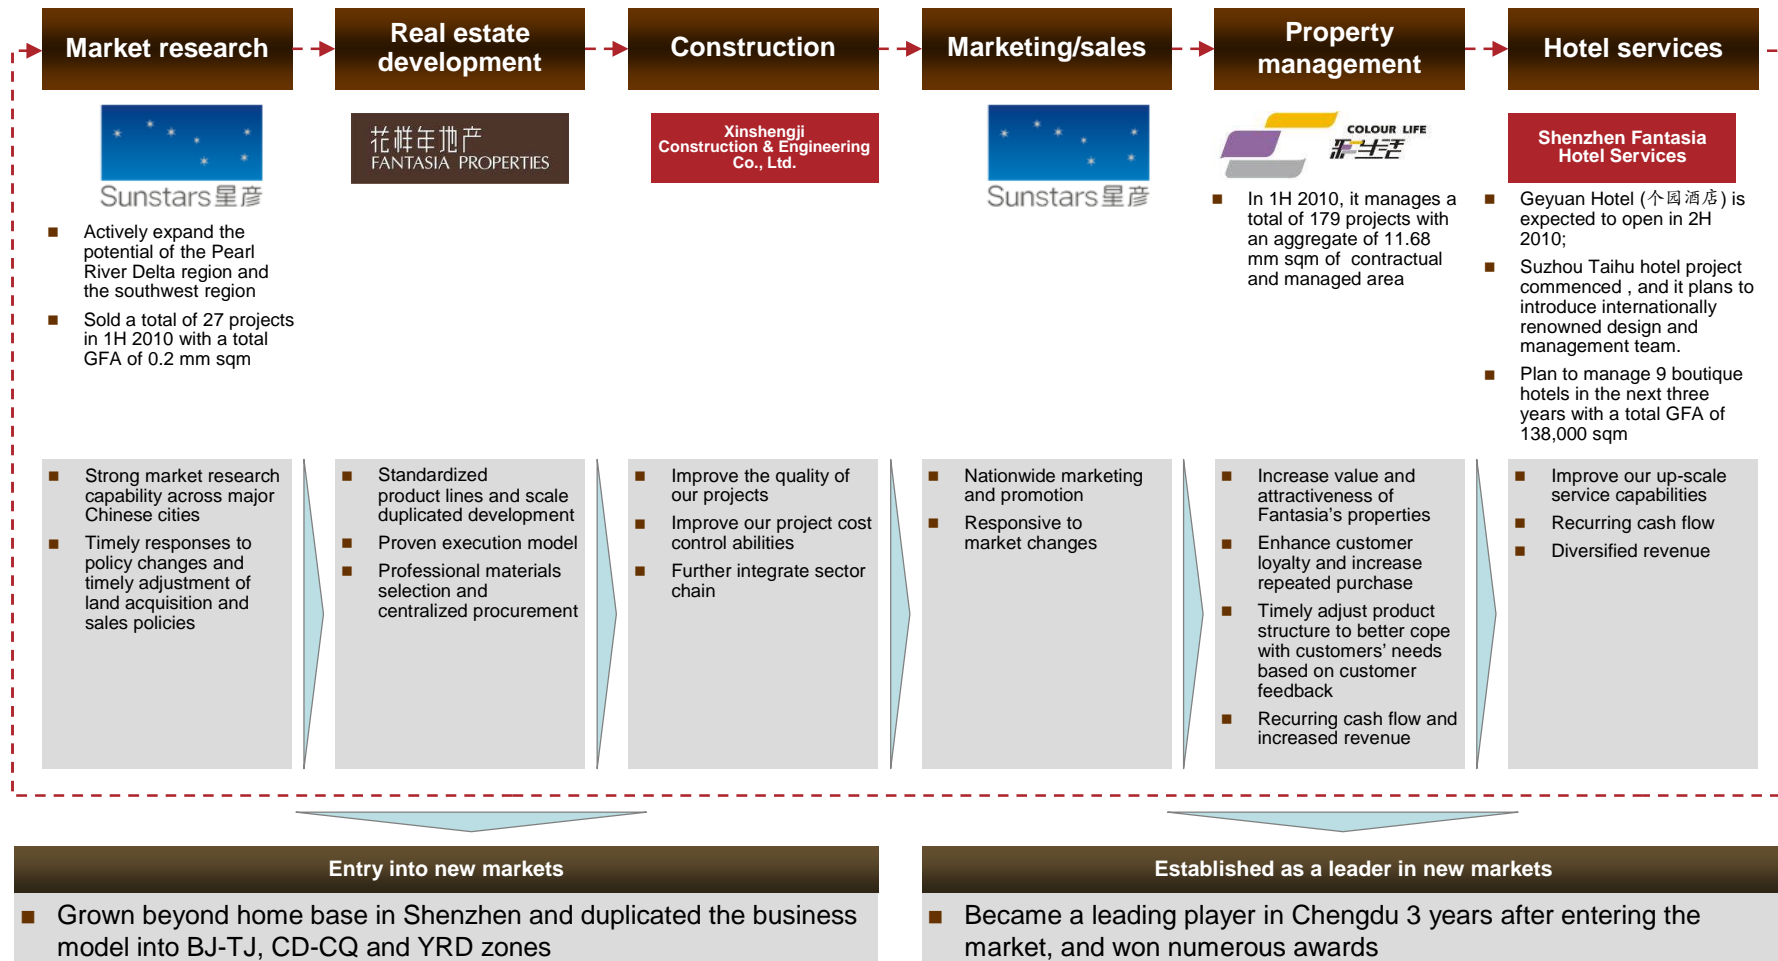 Market research
Real estate
development
Construction
Marketing/sales
Property
management
Hotel services
Sunstars星彦
花样年地产
FANTASIA PROPERTIES
Xinshengji
Construction & Engineering
Co., Ltd.
Sunstars星彦
COLOUR LIFE
彩生活
Shenzhen Fantasia
Hotel Services
■ Actively expand the
potential of the Pearl
River Delta region and
the southwest region
■ Sold a total of 27 projects
in 1H 2010 with a total
GFA of 0.2 mm sqm
■ In 1H 2010, it manages a
total of 179 projects with
an aggregate of 11.68
mm sqm of contractual
and managed area
■ Geyuan Hotel (个园酒店) is
expected to open in 2H
2010;
■ Suzhou Taihu hotel project
commenced , and it plans to
introduce internationally
renowned design and
management team.
■ Plan to manage 9 boutique
hotels in the next three
years with a total GFA of
138,000 sqm
■ Strong market research
capability across major
Chinese cities
■ Timely responses to
policy changes and
timely adjustment of
land acquisition and
sales policies
■ Standardized
product lines and scale
duplicated development
■ Proven execution model
■ Professional materials
selection and
centralized procurement
■ Improve the quality of
our projects
■ Improve our project cost
control abilities
■ Further integrate sector
chain
■ Nationwide marketing
and promotion
■ Responsive to
market changes
■ Increase value and
attractiveness of
Fantasia's properties
■ Enhance customer
loyalty and increase
repeated purchase
■ Timely adjust product
structure to better cope
with customers' needs
based on customer
feedback
■ Recurring cash flow and
increased revenue
■ Improve our up-scale
service capabilities
■ Recurring cash flow
■ Diversified revenue
Entry into new markets
■ Grown beyond home base in Shenzhen and duplicated the business
model into BJ-TJ, CD-CQ and YRD zones
Established as a leader in new markets
■ Became a leading player in Chengdu 3 years after entering the
market, and won numerous awards